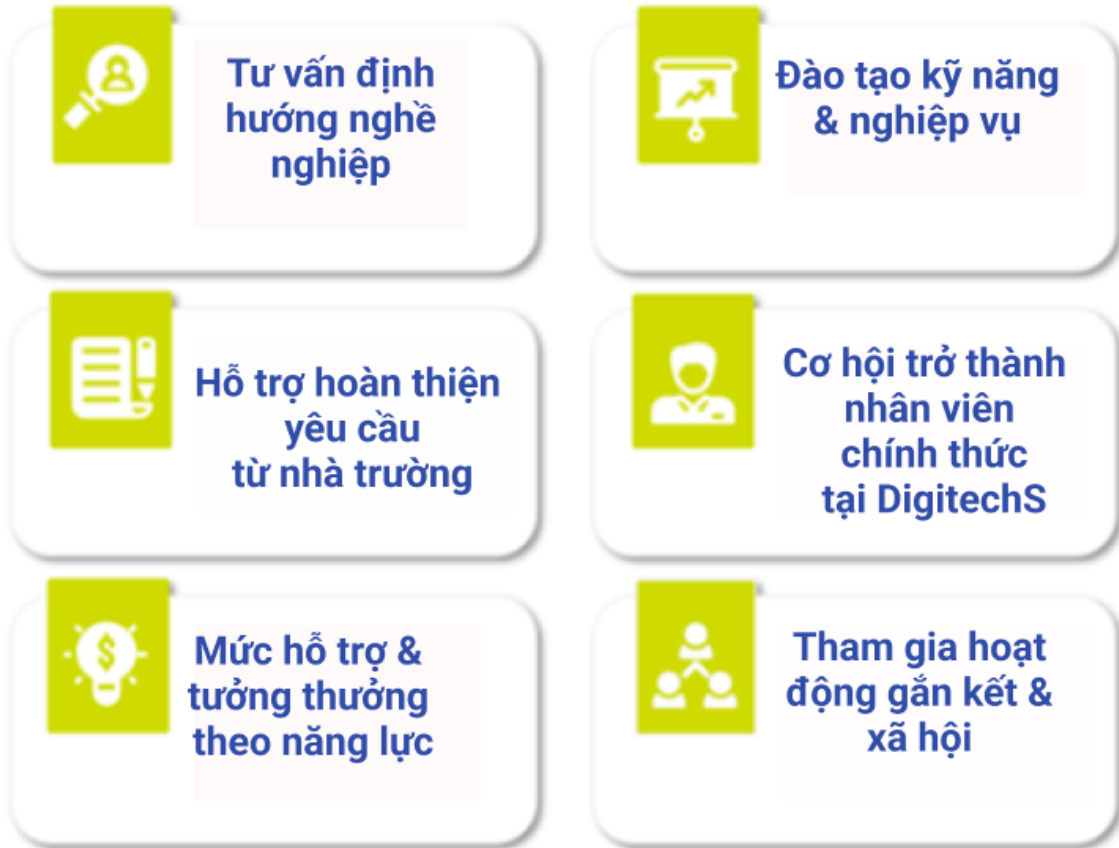 Tư vấn định
hướng nghề
nghiệp
Đào tạo kỹ năng
& nghiệp vụ
Hỗ trợ hoàn thiện
yêu cầu
từ nhà trường
Cơ hội trở thành
nhân viên
chính thức
tại DigitechS
Mức hỗ trợ &
tưởng thưởng
theo năng lực
Tham gia hoạt
động gắn kết &
xã hội